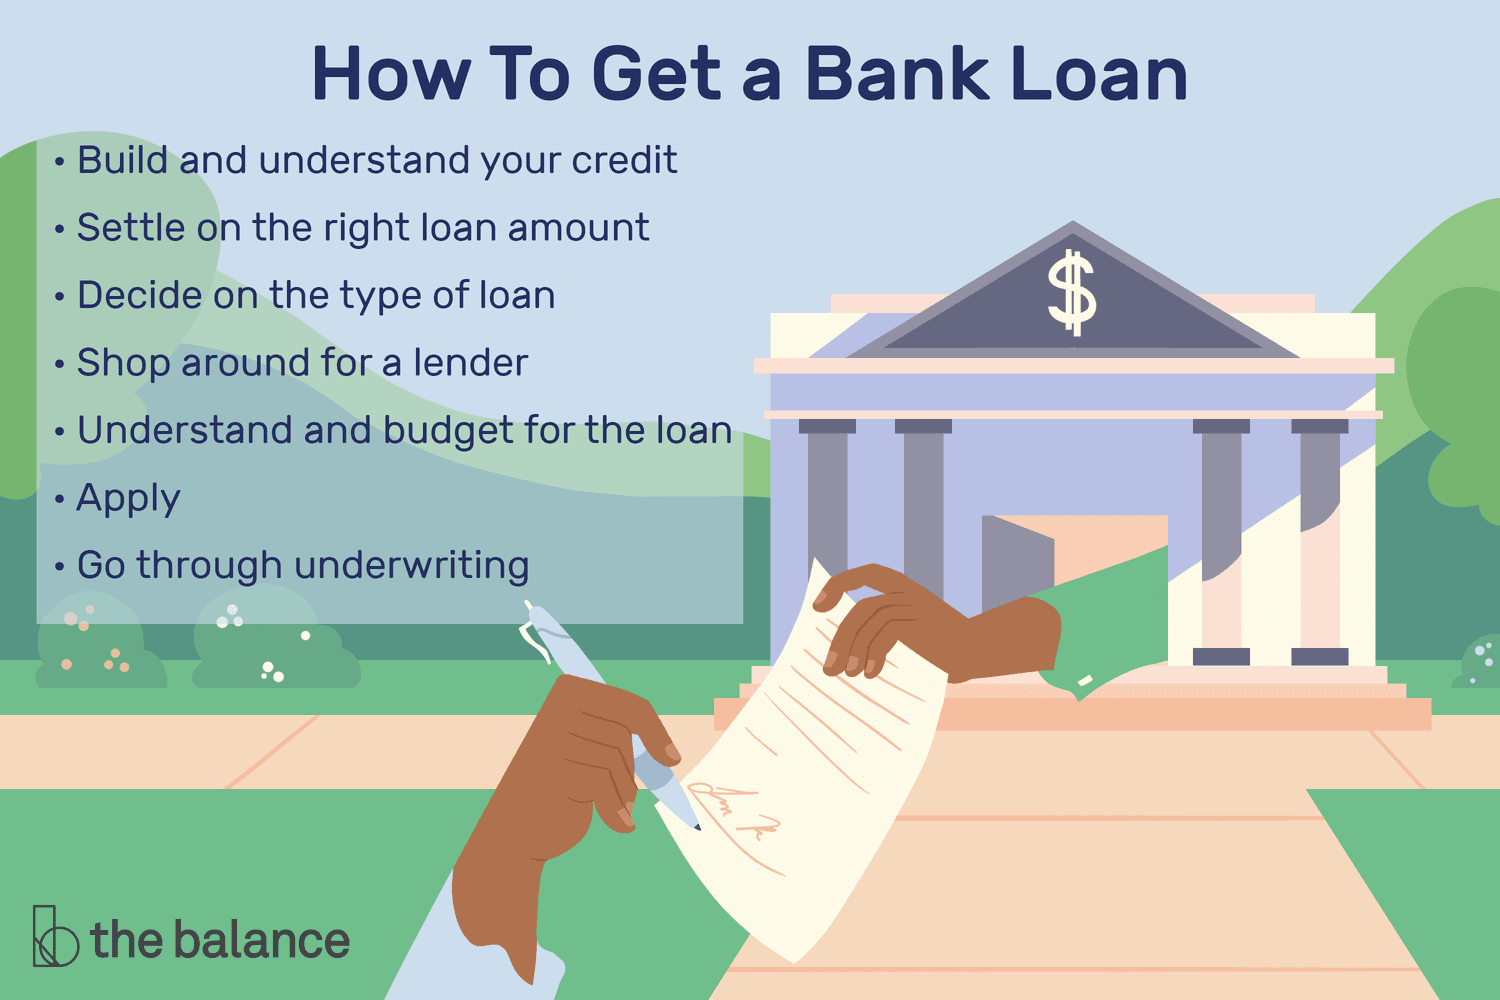 How To Get a Bank Loan
• Build and understand your credit
• Settle on the right loan amount
• Decide on the type of loan
• Shop around for a lender
• Understand and budget for the loan
• Apply
• Go through underwriting
$
the balance